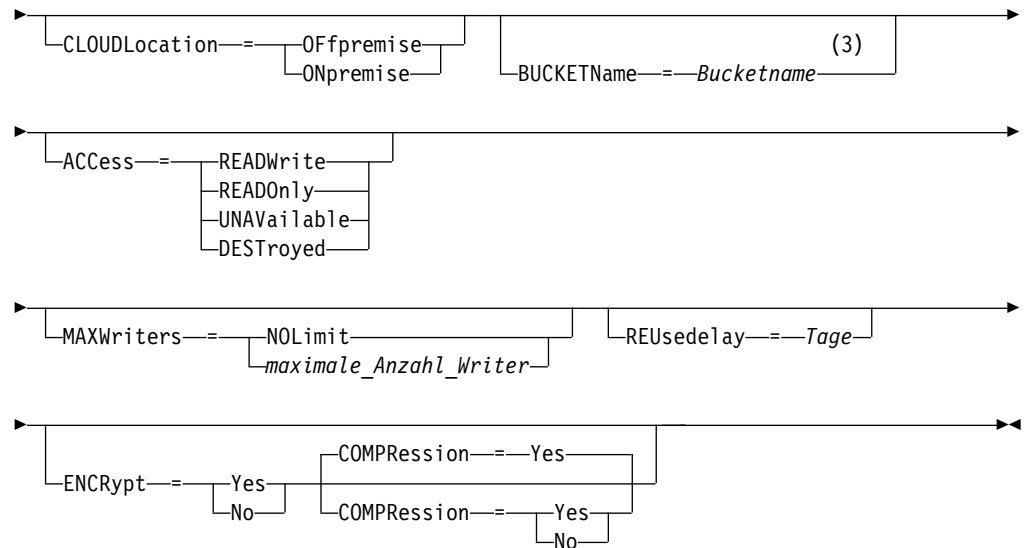 CLOUDLocation = OFfpremise
ONpremise
(3)
BUCKETName = Bucketname
ACCess = READWrite
READOnly
UNAVailable
DESTroyed
MAXWriters = NOLimit
maximale_Anzahl_Writer
REUsedelay = Tage
COMPRession = Yes
ENCRypt = Yes
No
COMPRession = Yes
No